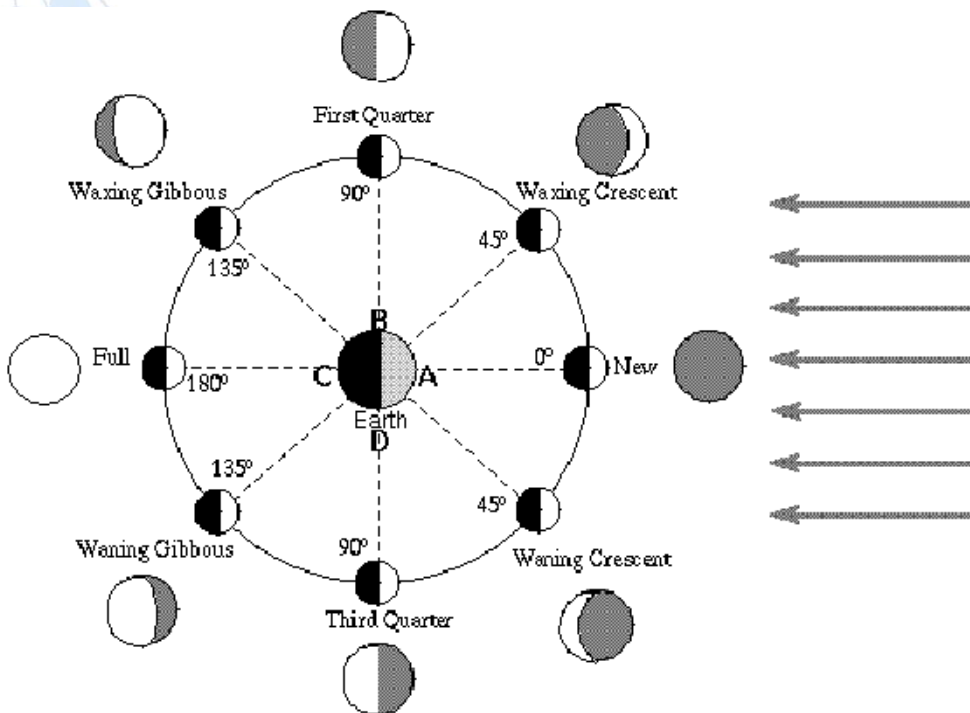 First Quarter
90°
Waxing Gibbous
Waxing Crescent
135°
45°
B
Full
180°
C
A
0°
New
Earth
D
135°
45°
Waning Gibbous
90°
Waning Crescent
Third Quarter